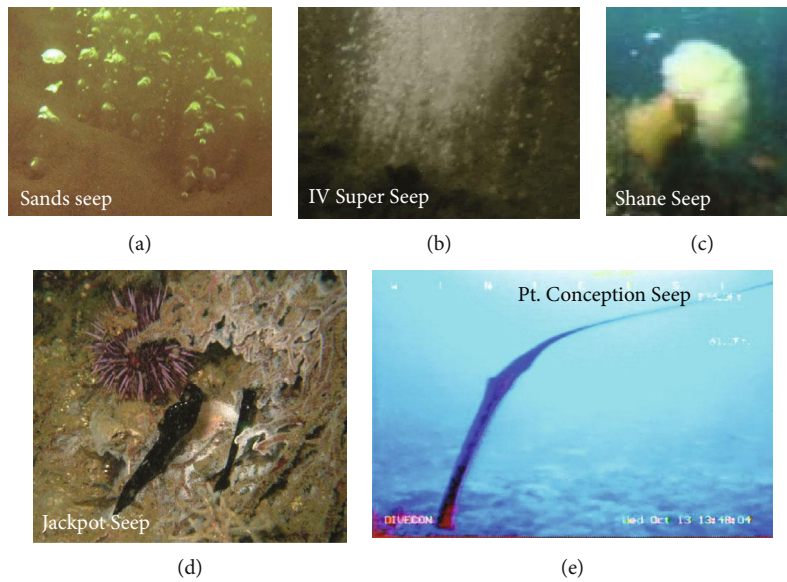 Sands seep
(a)
IV Super Seep
(b)
Shane Seep
(c)
Jackpot Seep
(d)
Pt. Conception Seep
DIVECON
Wed Oct 13 13:48:04
(e)